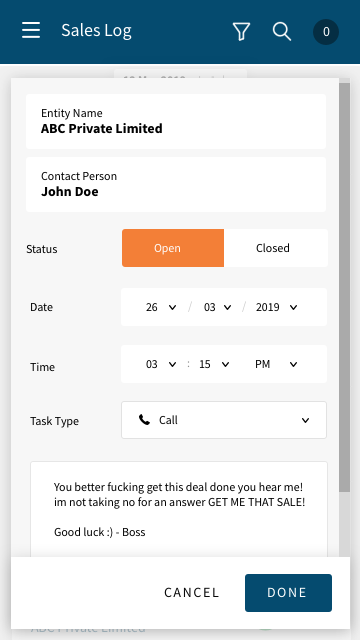 Sales Log
0
Entity Name
ABC Private Limited
Contact Person
John Doe
Status Open Closed
Date 26 / 03 / 2019
Time 03 : 15 PM
Task Type Call
You better fucking get this deal done you hear me!
im not taking no for an answer GET ME THAT SALE!
Good luck :) - Boss
CANCEL DONE
ABC Private Limited